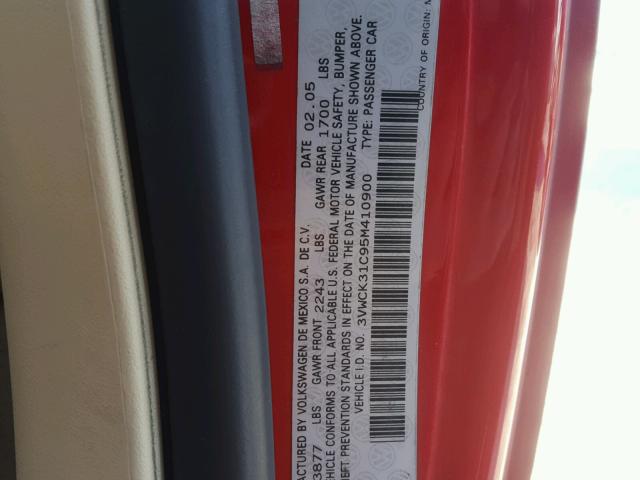 ACTURED BY VOLKSWAGEN DE MEXICO S.A. DE C.V. DATE 02.05
3877 LBS GAWR FRONT 2243 LBS GAWR REAR 1700 LBS
EHICLE CONFORMS TO ALL APPLICABLE U.S. FEDERAL MOTOR VEHICLE SAFETY, BUMPER,
HEFT PREVENTION STANDARDS IN EFFECT ON THE DATE OF MANUFACTURE SHOWN ABOVE.
VEHICLE I.D. NO. 3VWCK31C95M410900 TYPE: PASSENGER CAR
COUNTRY OF ORIGIN: M